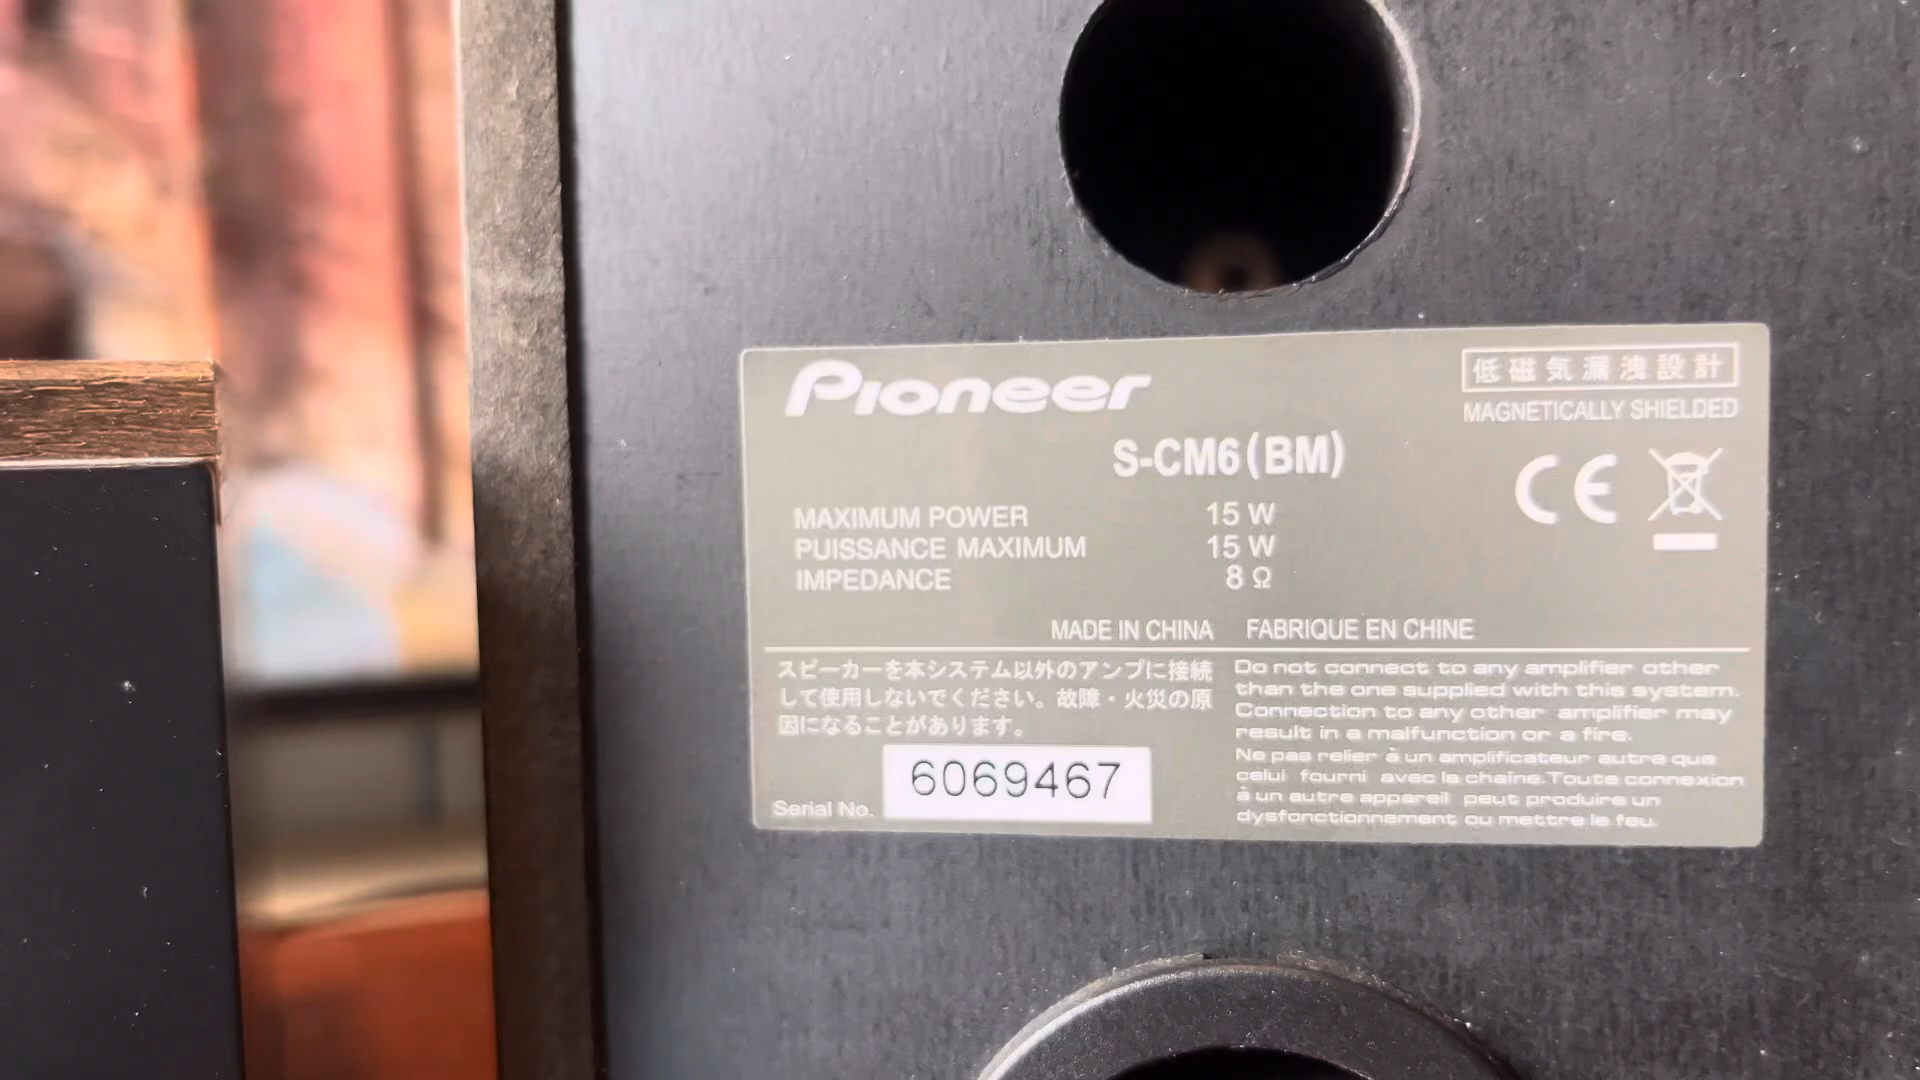 Pioneer
低磁気漏洩設計
MAGNETICALLY SHIELDED
S-CM6(BM)
CE
MAXIMUM POWER 15 W
PUISSANCE MAXIMUM 15 W
IMPEDANCE 8 Ω
MADE IN CHINA FABRIQUE EN CHINE
スピーカーを本システム以外のアンプに接続
して使用しないでください。故障・火災の原
因になることがあります。
Serial No. 6069467
Do not connect to any amplifier other
than the one supplied with this system.
Connection to any other amplifier may
result in a malfunction or a fire.
Ne pas relier à un amplificateur autre que
celui fourni avec la chaîne.Toute connexion
à un autre appareil peut produire un
dysfonctionnement ou mettre le feu.